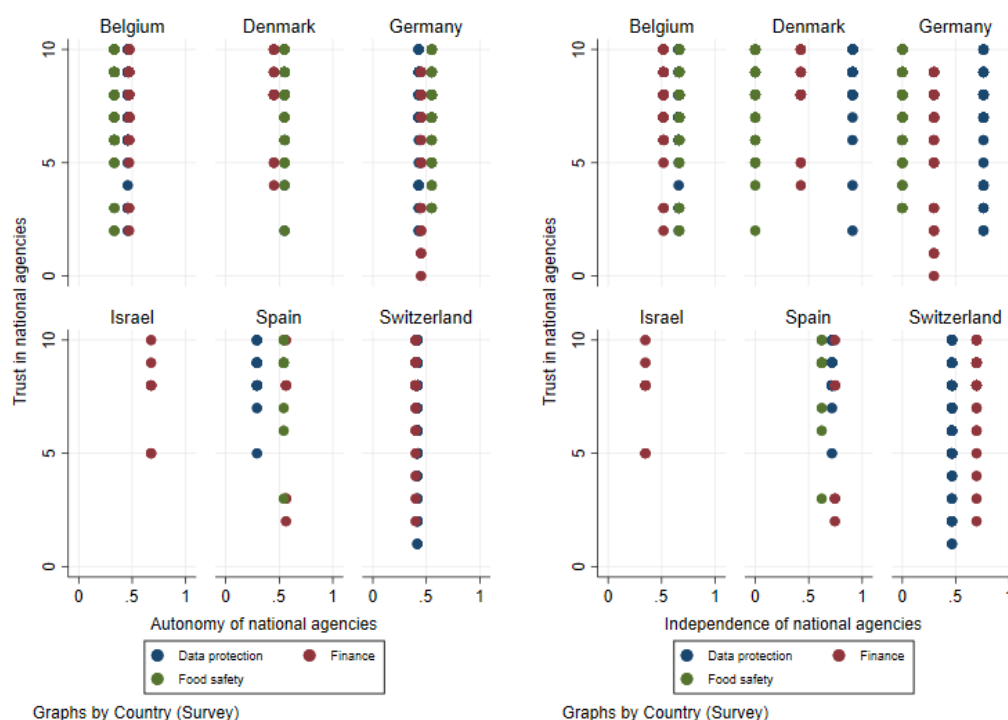 Belgium Denmark Germany
10
5
0
Israel Spain Switzerland
10
5
0
0 .5 1 0 .5 1 0 .5 1
Trust in national agencies
Autonomy of national agencies
Data protection Finance
Food safety
Graphs by Country (Survey)
Belgium Denmark Germany
10
5
0
Israel Spain Switzerland
10
5
0
0 .5 1 0 .5 1 0 .5 1
Trust in national agencies
Independence of national agencies
Data protection Finance
Food safety
Graphs by Country (Survey)